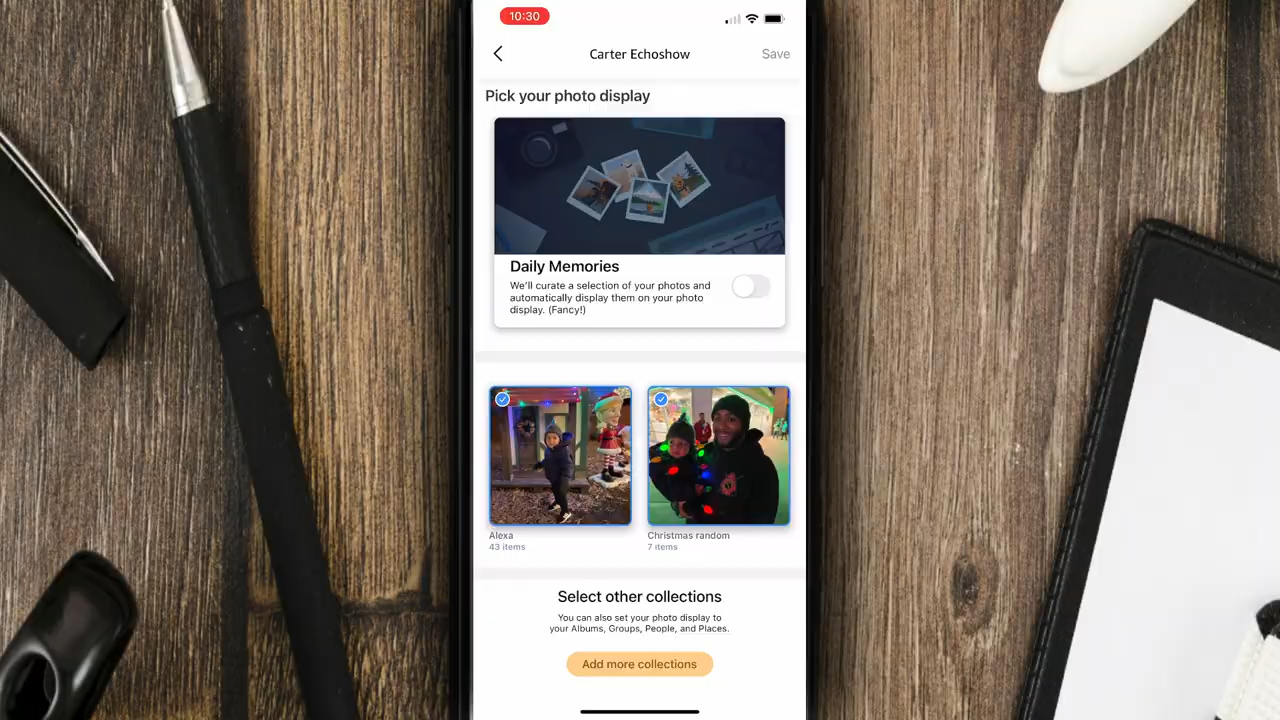 10:30
Carter Echoshow
Save
Pick your photo display
Daily Memories
We'll curate a selection of your photos and
automatically display them on your photo
display. (Fancy!)
Alexa
43 items
Christmas random
7 items
Select other collections
You can also set your photo display to
your Albums, Groups, People, and Places.
Add more collections